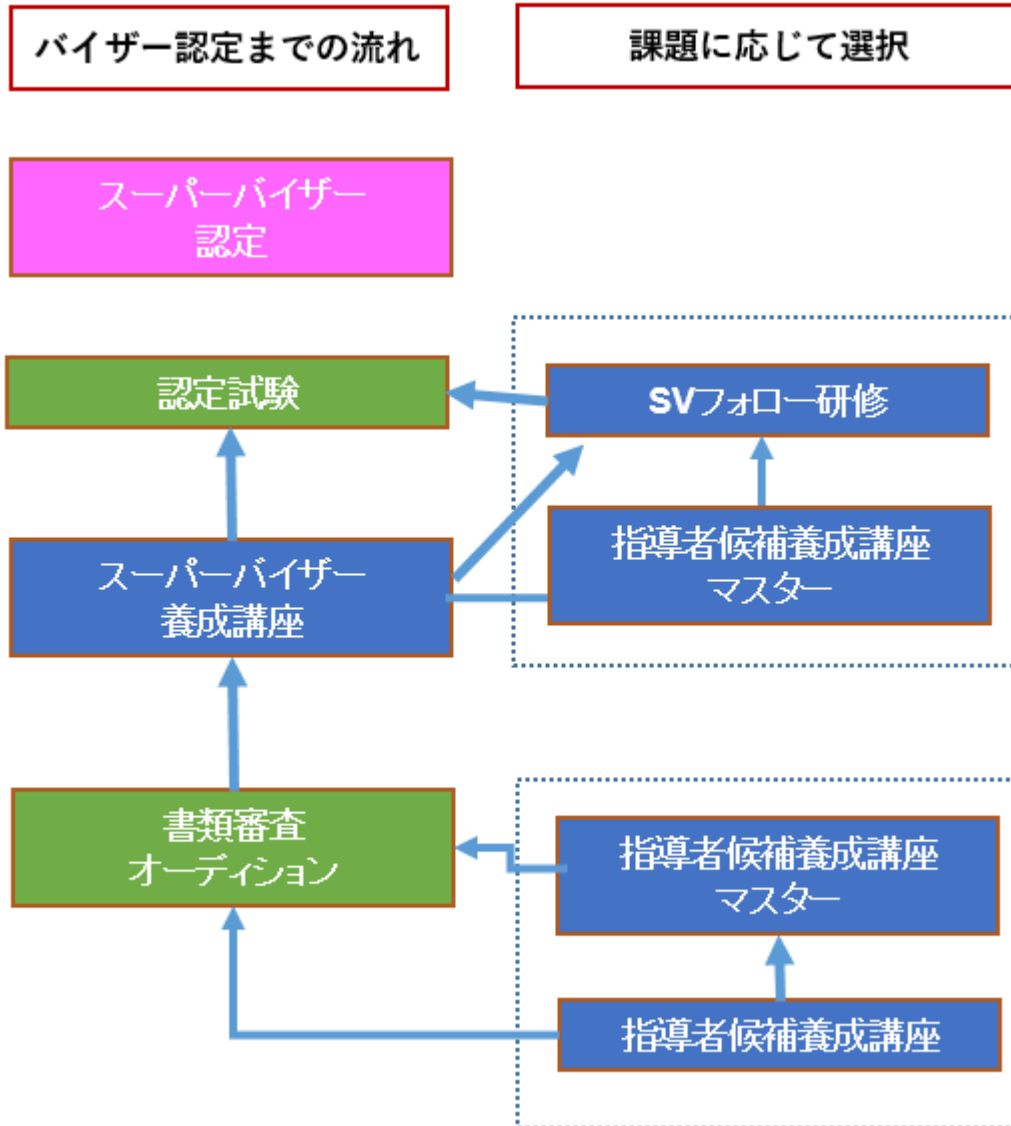 バイザー認定までの流れ
課題に応じて選択
スーパーバイザー
認定
認定試験
SVフォロー研修
指導者候補養成講座
マスター
スーパーバイザー
養成講座
書類審査
オーディション
指導者候補養成講座
マスター
指導者候補養成講座